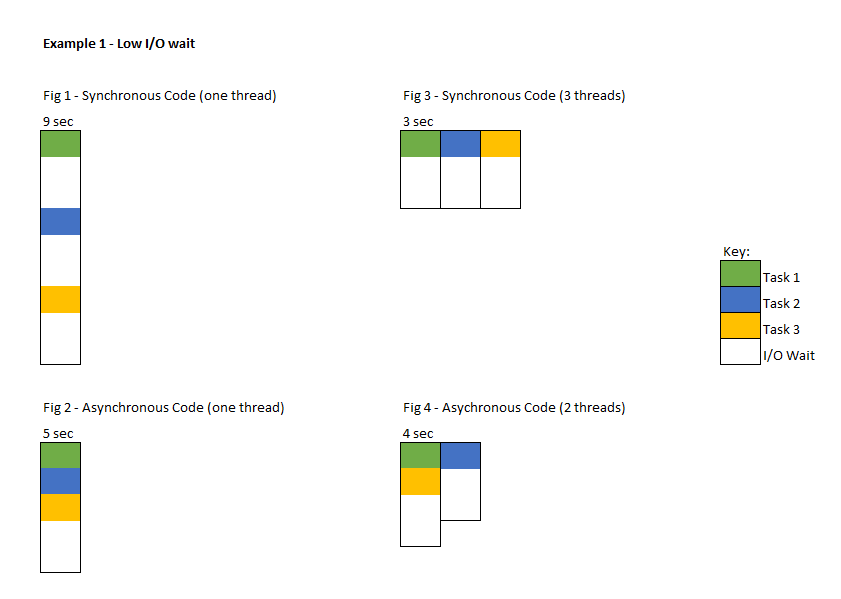 Example 1 - Low I/O wait
Fig 1 - Synchronous Code (one thread)
9 sec
Fig 3 - Synchronous Code (3 threads)
3 sec
Key:
Task 1
Task 2
Task 3
I/O Wait
Fig 2 - Asynchronous Code (one thread)
5 sec
Fig 4 - Asychronous Code (2 threads)
4 sec